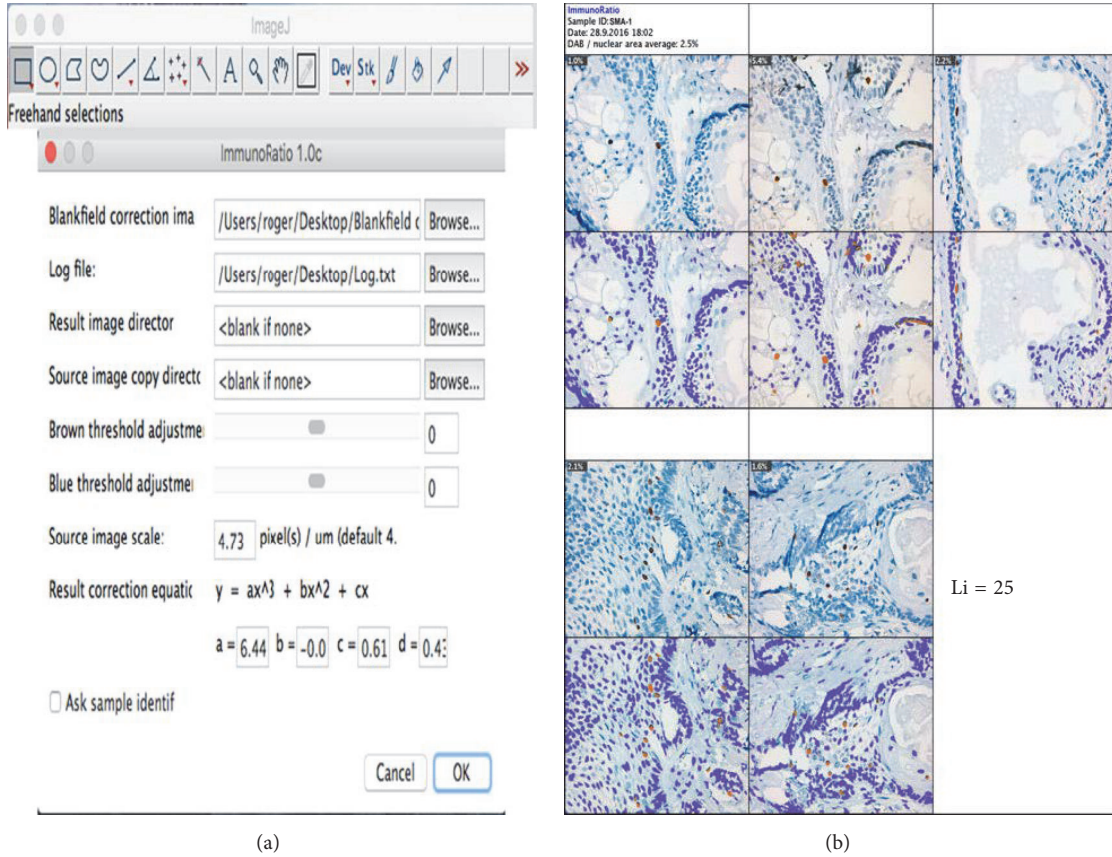 ImageJ
A Dev Stk >>
Freehand selections
ImmunoRatio 1.0c
Blankfield correction ima /Users/roger/Desktop/Blankfield c Browse...
Log file: /Users/roger/Desktop/Log.txt Browse...
Result image director <blank if none> Browse...
Source image copy directo <blank if none> Browse...
Brown threshold adjustme 0
Blue threshold adjustme 0
Source image scale: 4.73 pixel(s) / um (default 4.
Result correction equatic y = ax^3 + bx^2 + cx
a = 6.44 b = -0.0 c = 0.61 d = 0.43
Ask sample identif
Cancel OK
(a)
ImmunoRatio
Sample ID: SMA-1
Date: 28.9.2016 18:02
DAB / nuclear area average: 2.5%
1.0% 5.4% 2.2%
2.1% 1.6%
Li = 25
(b)